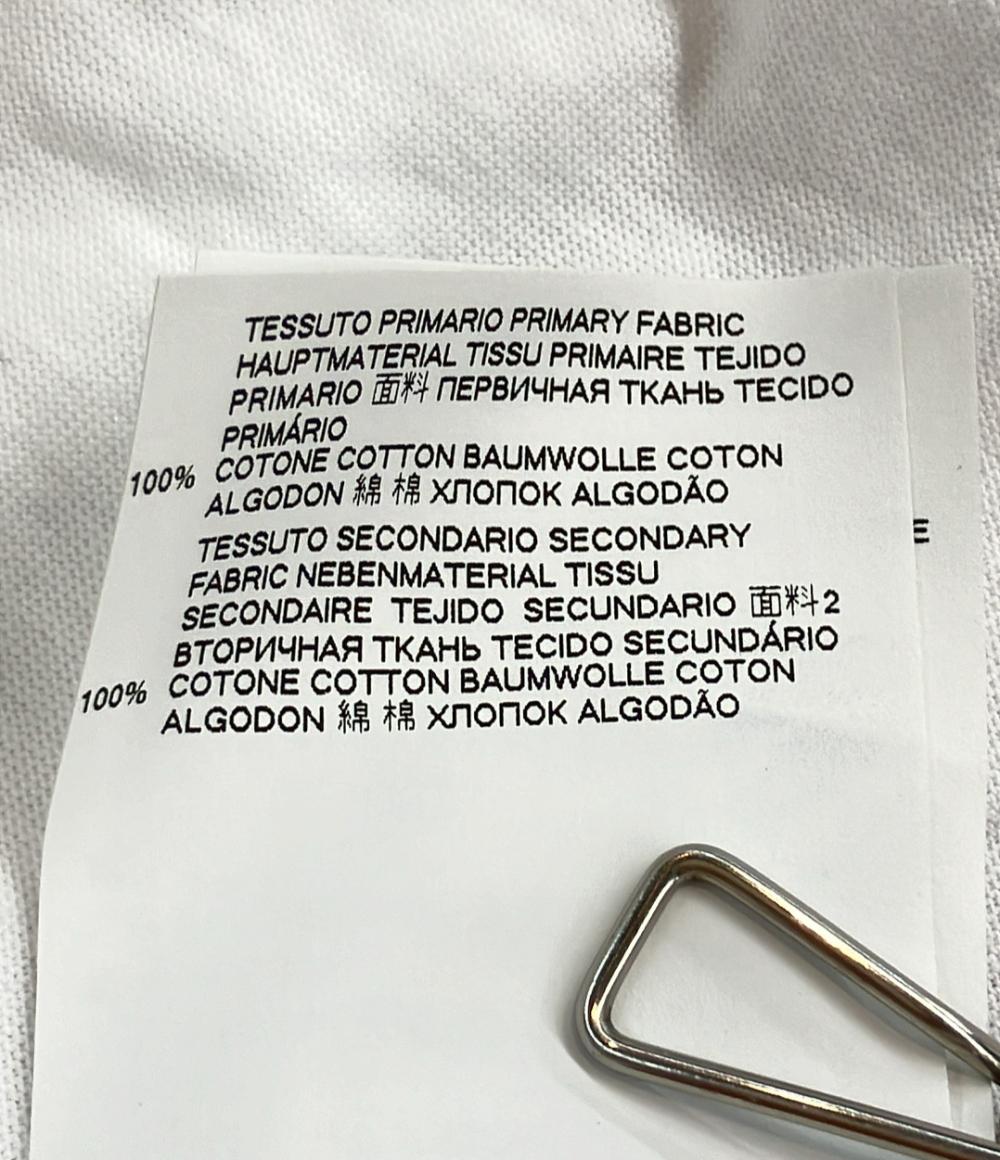 TESSUTO PRIMARIO PRIMARY FABRIC
HAUPTMATERIAL TISSU PRIMAIRE TEJIDO
PRIMARIO 面料 ПЕРВИЧНАЯ ТКАНЬ TECIDO
PRIMÁRIO
100% COTONE COTTON BAUMWOLLE COTON
ALGODON 綿 棉 ХЛОПОК ALGODÃO
TESSUTO SECONDARIO SECONDARY
FABRIC NEBENMATERIAL TISSU
SECONDAIRE TEJIDO SECUNDARIO 面料2
ВТОРИЧНАЯ ТКАНЬ TECIDO SECUNDÁRIO
100% COTONE COTTON BAUMWOLLE COTON
ALGODON 綿 棉 ХЛОПОК ALGODÃO
E